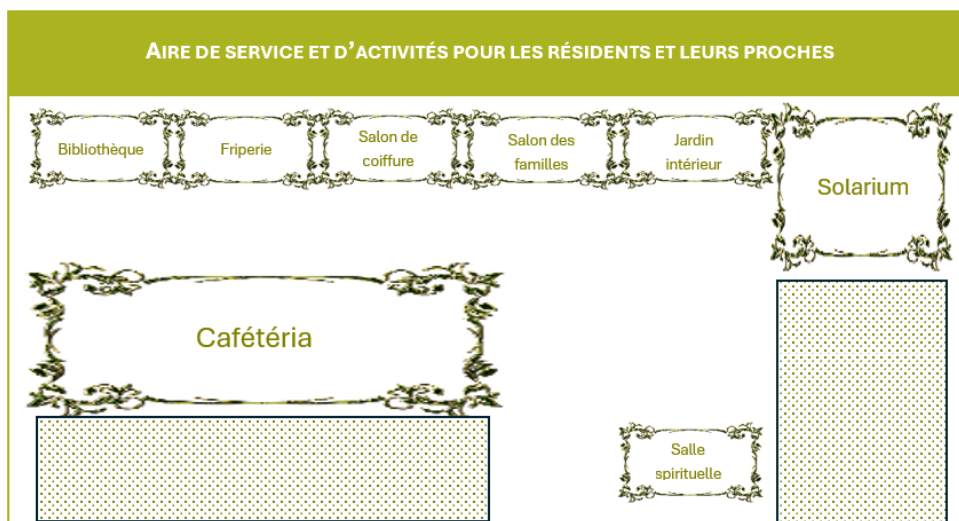 AIRE DE SERVICE ET D'ACTIVITÉS POUR LES RÉSIDENTS ET LEURS PROCHES
Bibliothèque
Friperie
Salon de
coiffure
Salon des
familles
Jardin
intérieur
Solarium
Cafétéria
Salle
spirituelle